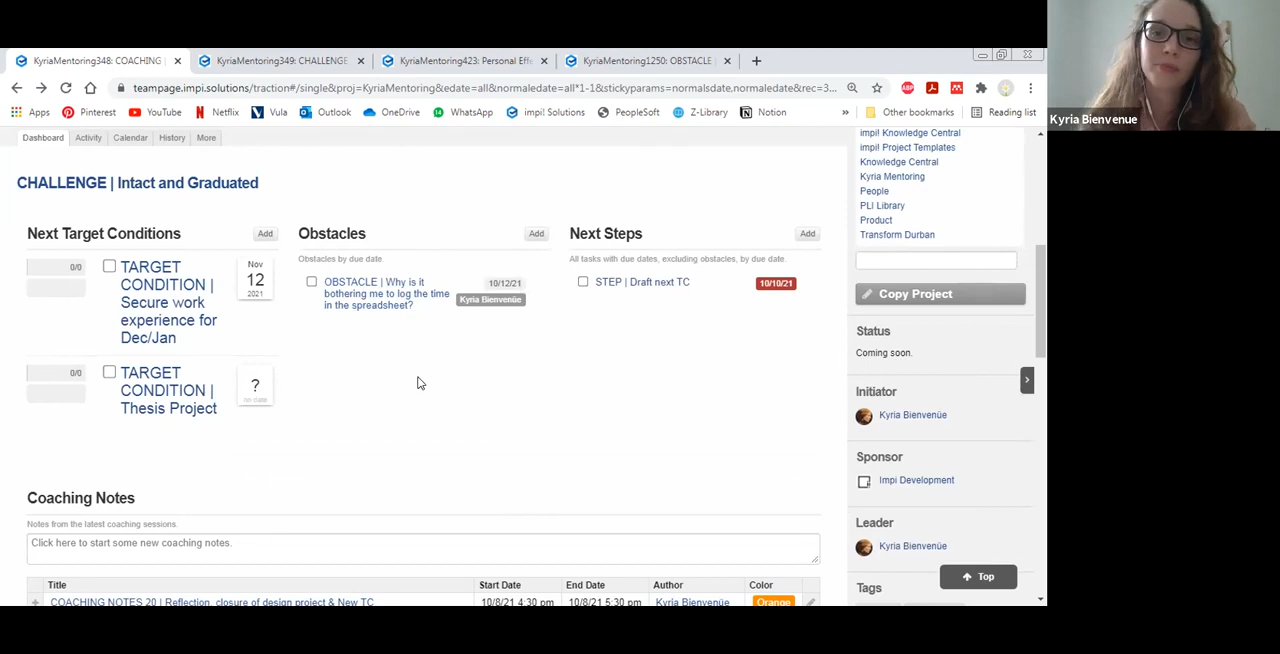 KyriaMentoring348: COACHING
KyriaMentoring349: CHALLENGE
KyriaMentoring423: Personal Effe
KyriaMentoring1250: OBSTACLE
teampage.impi.solutions/traction#/single&proj=KyriaMentoring&edate=all&normaledate=all*1-1&stickyparams=normalsdate,normaledate&rec=3...
Apps
Pinterest
YouTube
Netflix
Vula
Outlook
OneDrive
WhatsApp
impi! Solutions
PeopleSoft
Z-Library
Notion
»
Other bookmarks
Reading list
Kyria Bienvenue
Dashboard
Activity
Calendar
History
More
CHALLENGE | Intact and Graduated
Next Target Conditions
Add
0/0
TARGET
CONDITION |
Secure work
experience for
Dec/Jan
Nov
12
2021
0/0
TARGET
CONDITION |
Thesis Project
?
no date
Obstacles
Add
Obstacles by due date
OBSTACLE | Why is it
bothering me to log the time
in the spreadsheet?
10/12/21
Kyria Bienvenüe
Next Steps
Add
All tasks with due dates, excluding obstacles, by due date.
STEP | Draft next TC
10/10/21
Coaching Notes
Notes from the latest coaching sessions.
Click here to start some new coaching notes.
Title
Start Date
End Date
Author
Color
COACHING NOTES 20 | Reflection, closure of design project & New TC
10/8/21 4:30 pm
10/8/21 5:30 pm
Kyria Bienvenüe
Orange
impi! Knowledge Central
impi! Project Templates
Knowledge Central
Kyria Mentoring
People
PLI Library
Product
Transform Durban
Copy Project
Status
Coming soon.
Initiator
Kyria Bienvenüe
Sponsor
Impi Development
Leader
Kyria Bienvenüe
Top
Tags